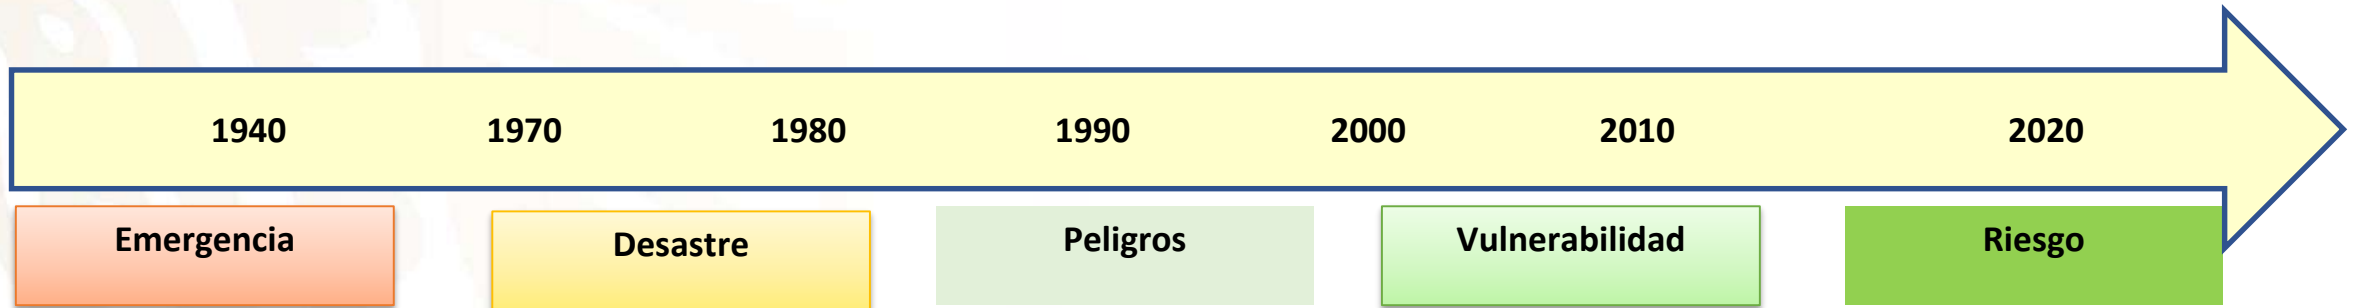 1940 1970 1980 1990 2000 2010 2020
Emergencia Desastre Peligros Vulnerabilidad Riesgo